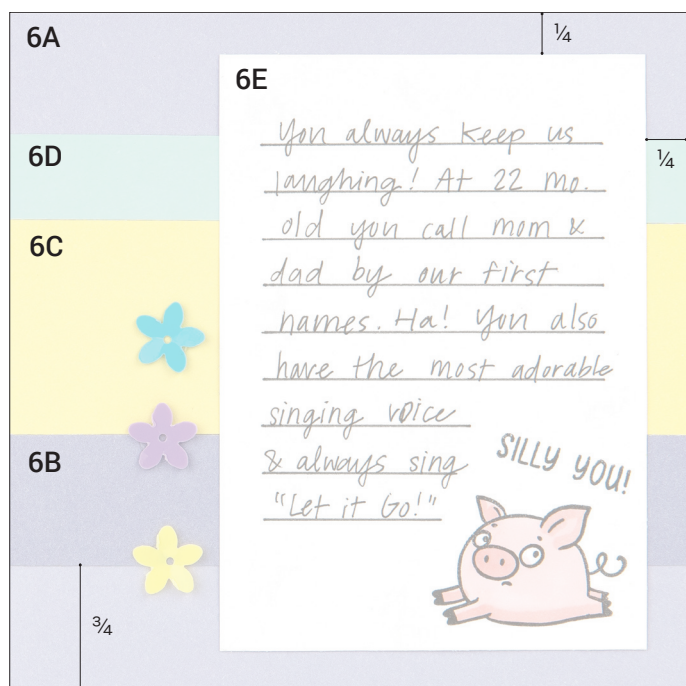 6A
¼
6E
6D
¼
6C
6B
¾
You always keep us
laughing! At 22 mo.
old you call mom &
dad by our first
names. Ha! You also
have the most adorable
singing voice
& always sing
"Let it Go!"
SILLY YOU!